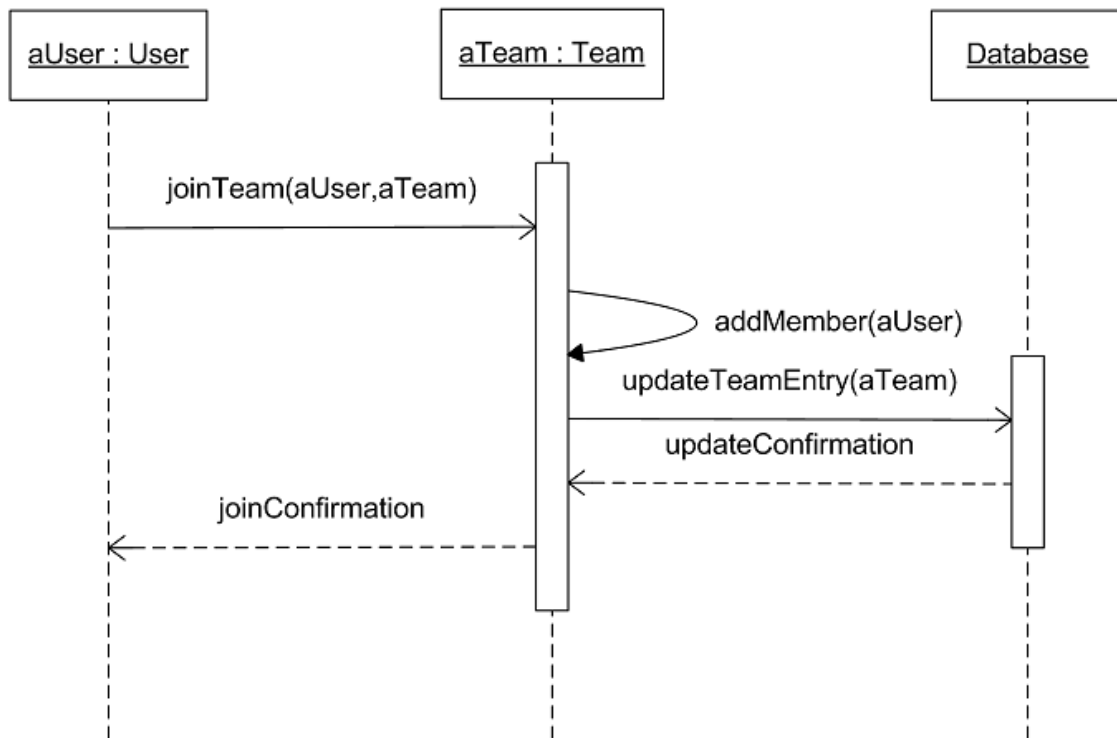 aUser : User
aTeam : Team
Database
joinTeam(aUser,aTeam)
addMember(aUser)
updateTeamEntry(aTeam)
updateConfirmation
joinConfirmation